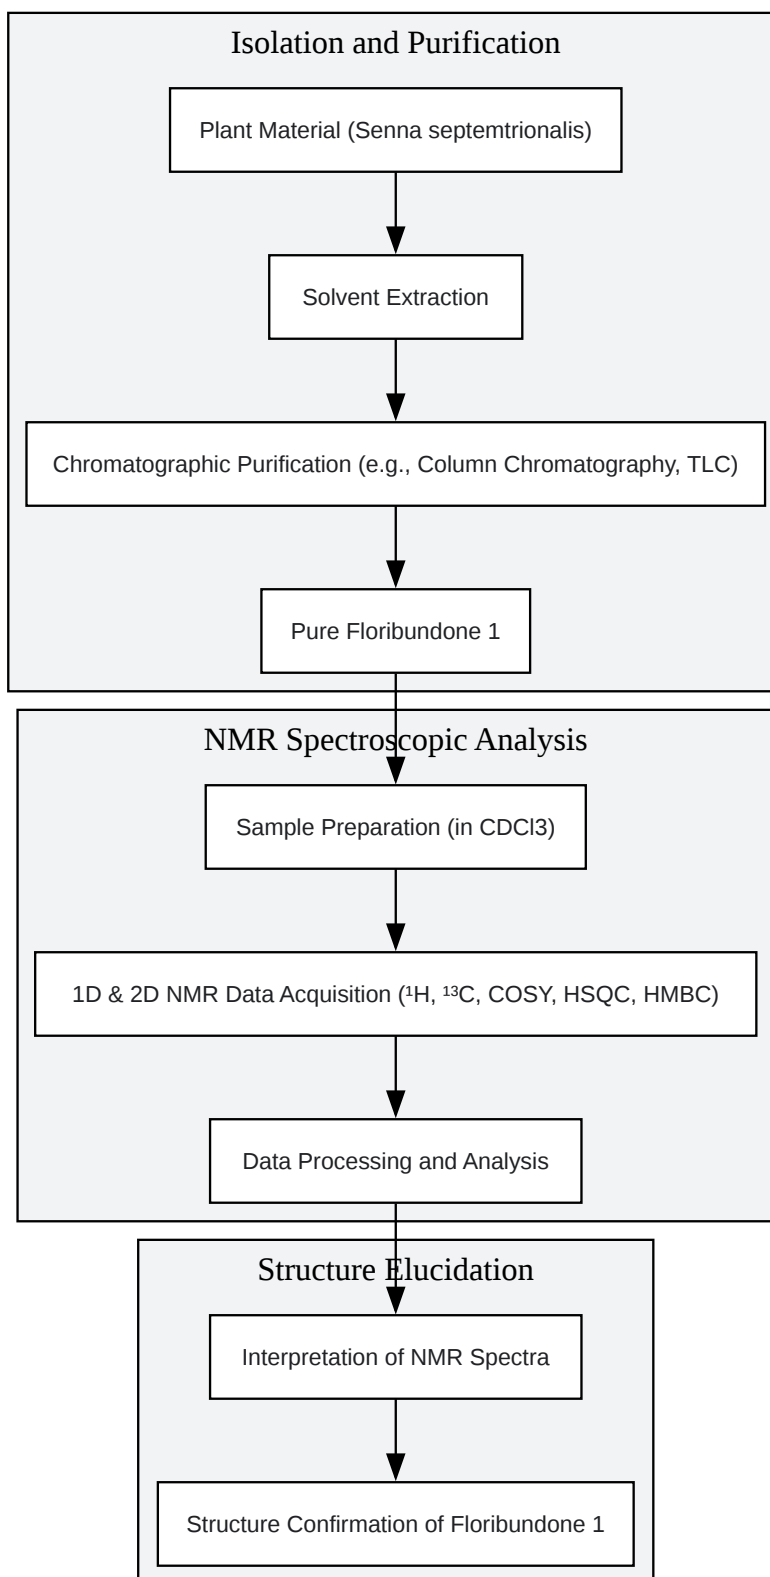 Isolation and Purification
Plant Material (Senna septemtrionalis)
Solvent Extraction
Chromatographic Purification (e.g., Column Chromatography, TLC)
Pure Floribundone 1
NMR Spectroscopic Analysis
Sample Preparation (in CDCl3)
1D & 2D NMR Data Acquisition (¹H, ¹³C, COSY, HSQC, HMBC)
Data Processing and Analysis
Structure Elucidation
Interpretation of NMR Spectra
Structure Confirmation of Floribundone 1